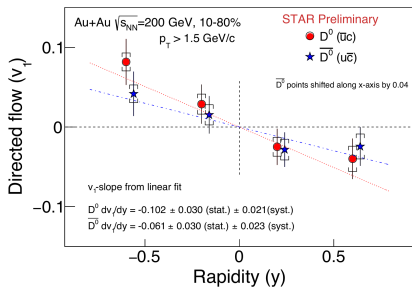 Au+Au √sNN=200 GeV, 10-80%
pT > 1.5 GeV/c
STAR Preliminary
D⁰ (u̅c)
D̅⁰ (uc̅)
D̅⁰ points shifted along x-axis by 0.04
Directed flow (v₁)
0.1
0
−0.1
v₁-slope from linear fit
D⁰ dv₁/dy = -0.102 ± 0.030 (stat.) ± 0.021(syst.)
D̅⁰ dv₁/dy = -0.061 ± 0.030 (stat.) ± 0.023 (syst.)
−0.5
0
0.5
Rapidity (y)